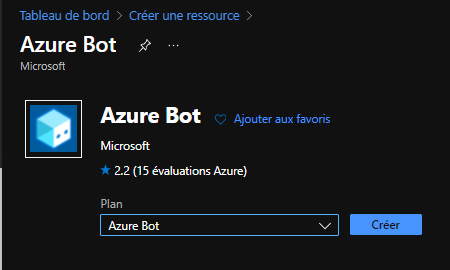 Tableau de bord > Créer une ressource >
Azure Bot
...
Microsoft
Azure Bot
Ajouter aux favoris
Microsoft
2.2 (15 évaluations Azure)
Plan
Azure Bot
Créer